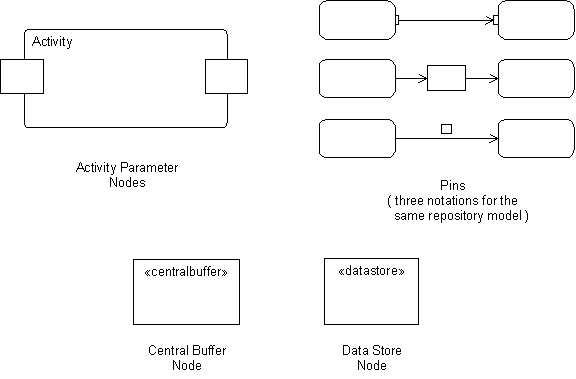 Activity
Activity Parameter
Nodes
Pins
( three notations for the
same repository model )
«centralbuffer»
Central Buffer
Node
«datastore»
Data Store
Node